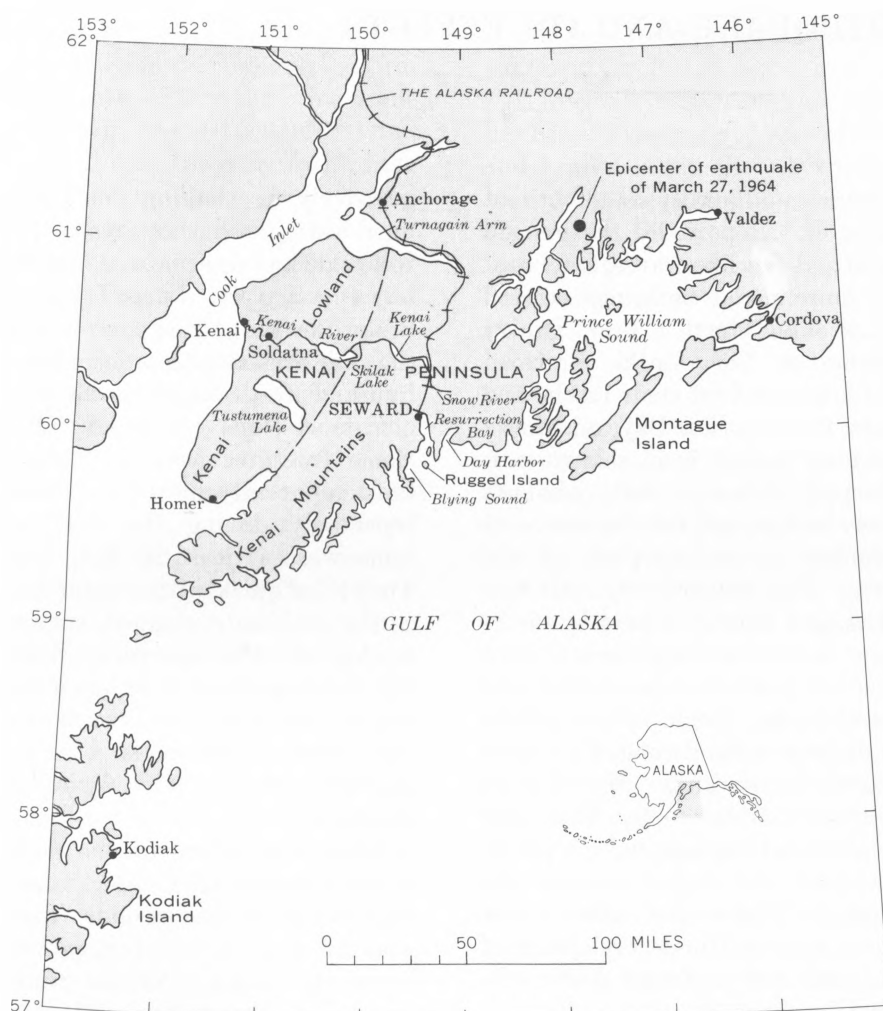 153°
152°
151°
150°
149°
148°
147°
146°
145°
62°
THE ALASKA RAILROAD
Epicenter of earthquake
of March 27, 1964
Anchorage
Valdez
Turnagain Arm
61°
Cook Inlet
Lowland
Kenai
Kenai
River
Kenai
Lake
Soldatna
Prince William
Sound
Cordova
KENAI PENINSULA
Skilak
Lake
Snow River
SEWARD
Tustumena
Lake
Resurrection
Bay
60°
Montague
Island
Day Harbor
Rugged Island
Blying Sound
Kenai
Homer
Kenai Mountains
59°
GULF OF ALASKA
ALASKA
58°
Kodiak
Kodiak
Island
0 50 100 MILES
57°